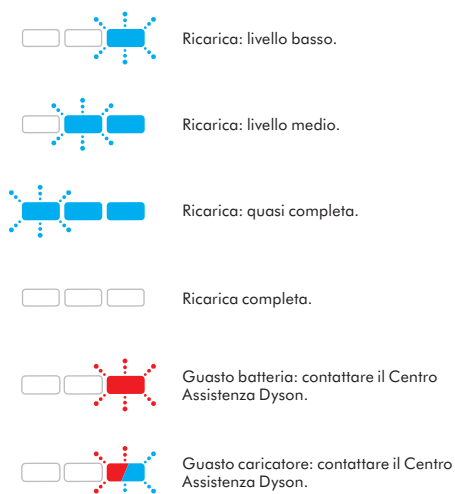 Ricarica: livello basso.
Ricarica: livello medio.
Ricarica: quasi completa.
Ricarica completa.
Guasto batteria: contattare il Centro
Assistenza Dyson.
Guasto caricatore: contattare il Centro
Assistenza Dyson.